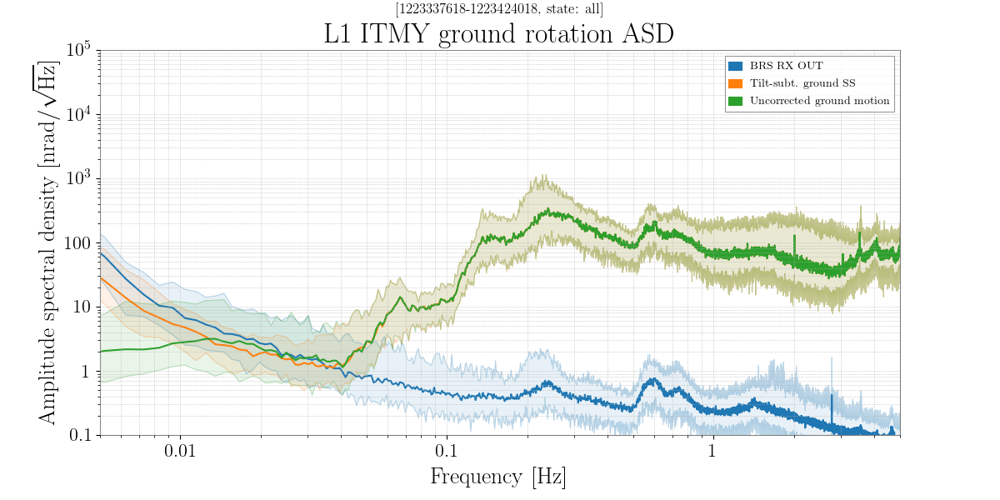 [1223337618-1223424018, state: all]
L1 ITMY ground rotation ASD
Amplitude spectral density [nrad/√Hz]
10^5
10^4
10^3
100
10
1
0.1
BRS RX OUT
Tilt-subt. ground SS
Uncorrected ground motion
0.01 0.1 1
Frequency [Hz]